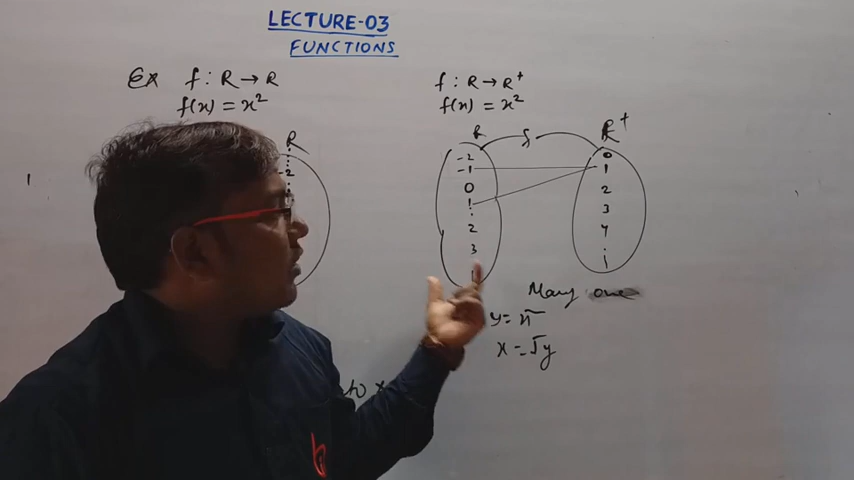 LECTURE-03
FUNCTIONS
Ex f : R → R
f(x) = x²
R
-2
f : R → R⁺
f(x) = x²
R f R⁺
-2 0
-1 1
0 2
1 3
: 4
2 :
3
Many one
y = x²
x = √y